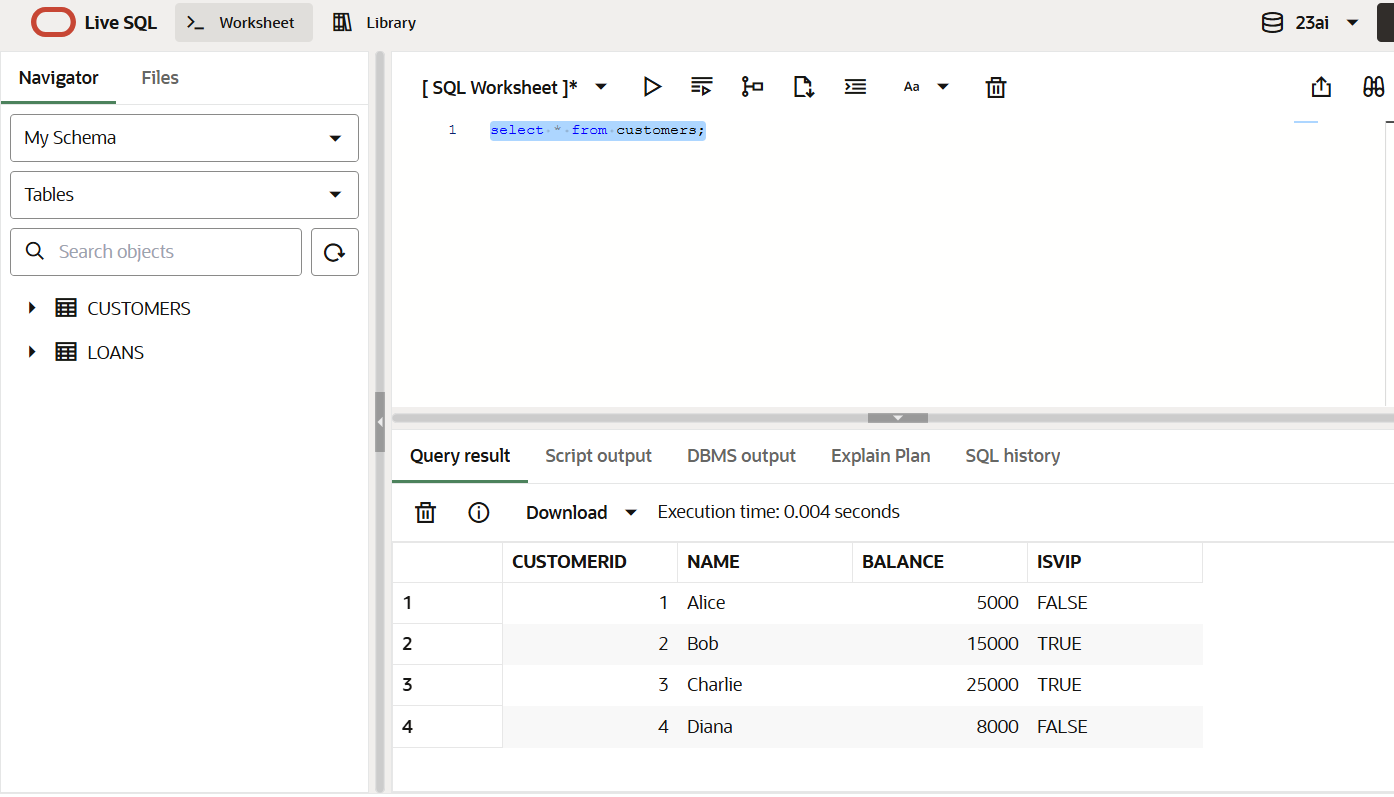 Live SQL Worksheet Library 23ai
Navigator Files
[ SQL Worksheet ]* Aa
My Schema
1 select * from customers;
Tables
Search objects
CUSTOMERS
LOANS
Query result Script output DBMS output Explain Plan SQL history
Download Execution time: 0.004 seconds
CUSTOMERID NAME BALANCE ISVIP
1 1 Alice 5000 FALSE
2 2 Bob 15000 TRUE
3 3 Charlie 25000 TRUE
4 4 Diana 8000 FALSE